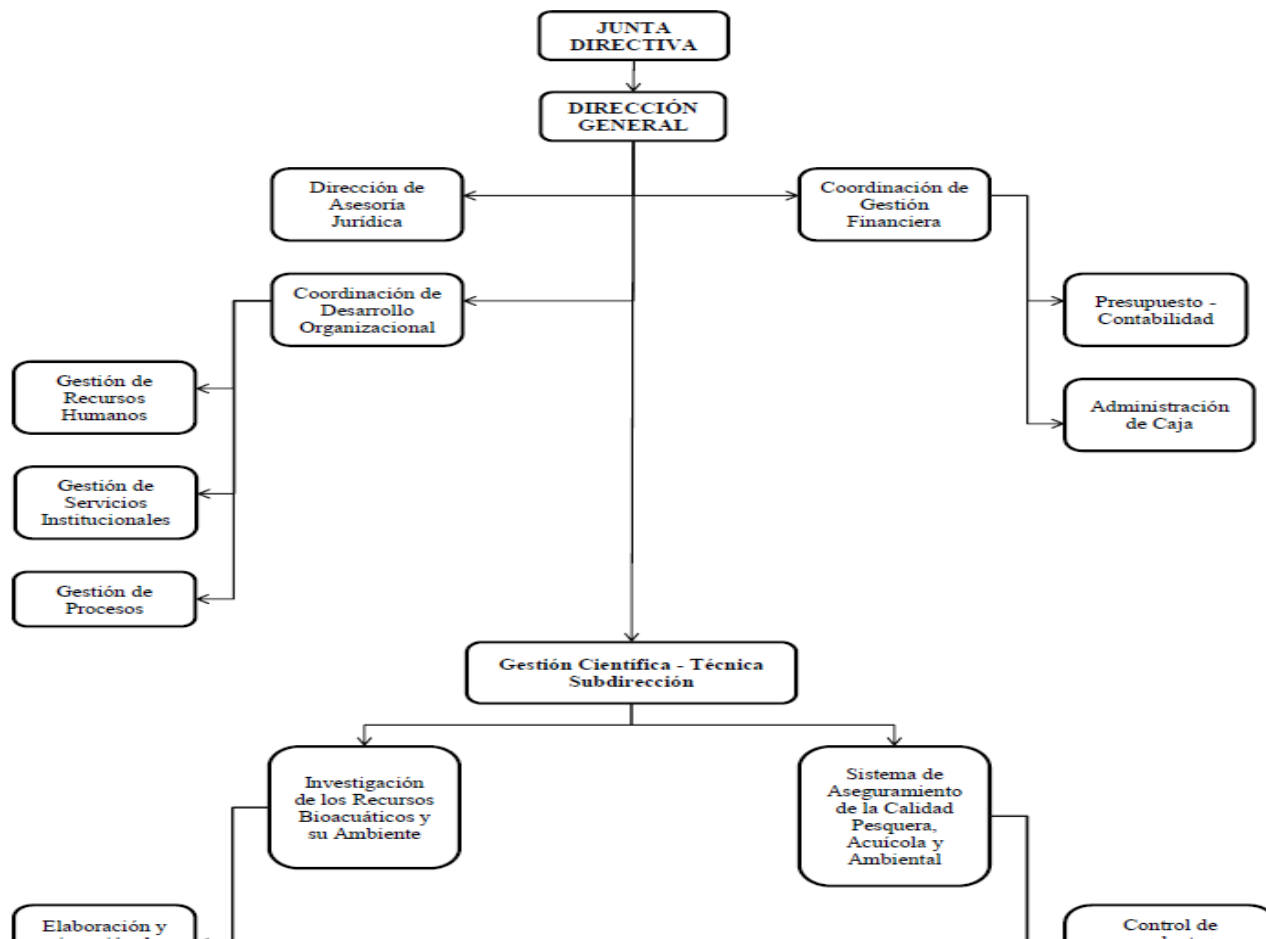 JUNTA
DIRECTIVA
DIRECCIÓN
GENERAL
Dirección de
Asesoría
Jurídica
Coordinación de
Gestión
Financiera
Coordinación de
Desarrollo
Organizacional
Presupuesto -
Contabilidad
Gestión de
Recursos
Humanos
Administración
de Caja
Gestión de
Servicios
Institucionales
Gestión de
Procesos
Gestión Científica - Técnica
Subdirección
Investigación
de los Recursos
Bioacuáticos y
su Ambiente
Sistema de
Aseguramiento
de la Calidad
Pesquera,
Acuícola y
Ambiental
Elaboración y
Control de